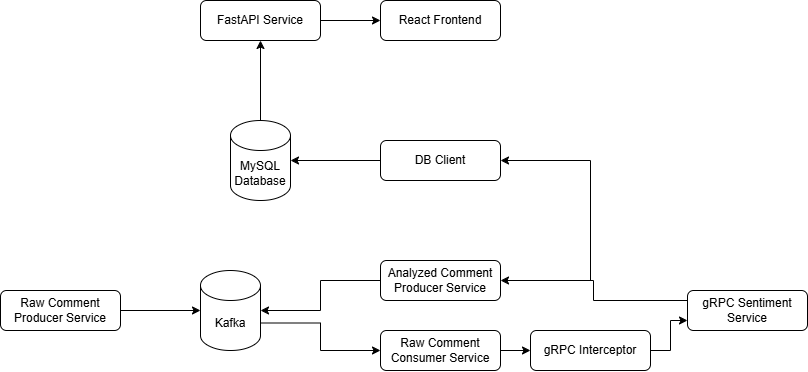 FastAPI Service
React Frontend
MySQL
Database
DB Client
Analyzed Comment
Producer Service
Raw Comment
Producer Service
Kafka
gRPC Sentiment
Service
Raw Comment
Consumer Service
gRPC Interceptor